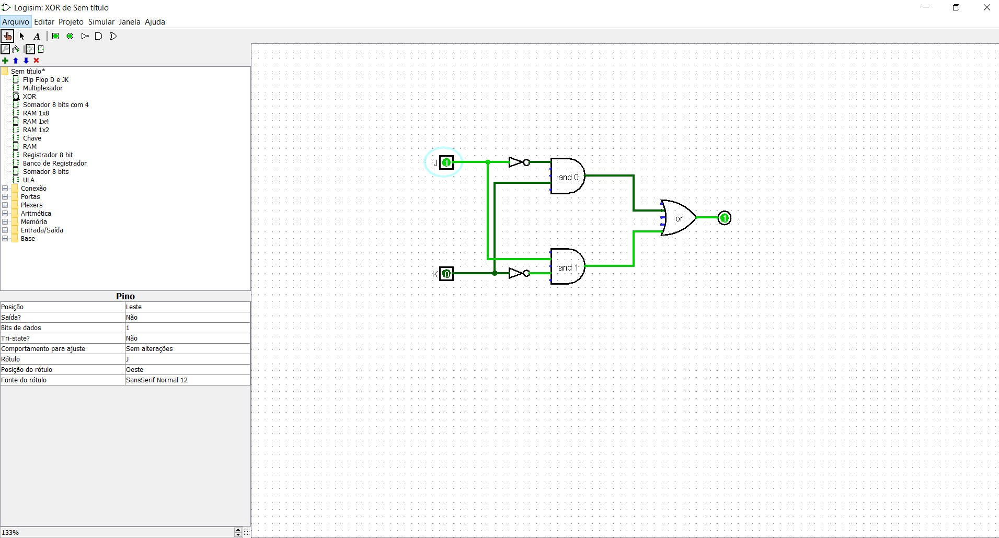 Logisim: XOR de Sem título
Arquivo Editar Projeto Simular Janela Ajuda
A
Sem título*
Flip Flop D e JK
Multiplexador
XOR
Somador 8 bits com 4
RAM 1x8
RAM 1x4
RAM 1x2
Chave
RAM
Registrador 8 bit
Banco de Registrador
Somador 8 bits
ULA
Conexão
Portas
Plexers
Aritmética
Memória
Entrada/Saída
Base
Pino
Posição Leste
Saída? Não
Bits de dados 1
Tri-state? Não
Comportamento para ajuste Sem alterações
Rótulo J
Posição do rótulo Oeste
Fonte do rótulo SansSerif Normal 12
133%
J 1
and 0
or
1
K 0
and 1